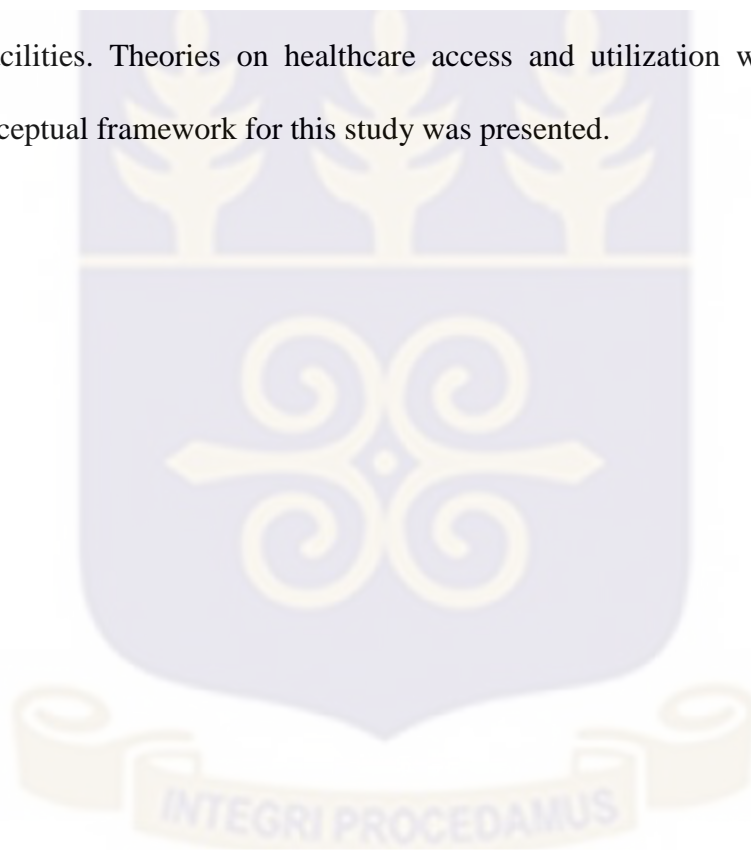 cilities. Theories on healthcare access and utilization w
ceptual framework for this study was presented.
INTEGRI PROCEDAMUS